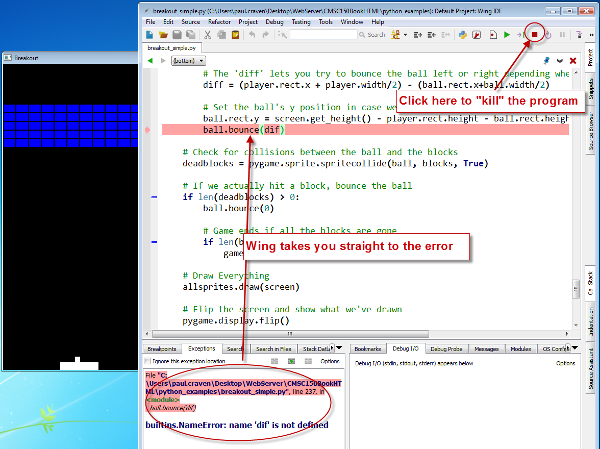 breakout_simple.py (C:\Users\paul.craven\Desktop\WebServer\CMSC150BookHTML\python_examples): Default Project: Wing IDE
File Edit Source Refactor Project Debug Testing Tools Window Help
Search
Breakout
breakout_simple.py
(bottom)
# The 'diff' lets you try to bounce the ball left or right depending whe
diff = (player.rect.x + player.width/2) - (ball.rect.x+ball.width/2)
Click here to "kill" the program
# Set the ball's y position in case we
ball.rect.y = screen.get_height() - player.rect.height - ball.rect.he
ball.bounce(dif)
# Check for collisions between the ball and the blocks
deadblocks = pygame.sprite.spritecollide(ball, blocks, True)
# If we actually hit a block, bounce the ball
if len(deadblocks) > 0:
ball.bounce(0)
# Game ends if all the blocks are gone
if len(b
game
Wing takes you straight to the error
# Draw Everything
allsprites.draw(screen)
# Flip the screen and show what we've drawn
pygame.display.flip()
Project
Snippets
Source Browser
Call Stack
Indentation
Source Assistant
Breakpoints Exceptions Search Search in Files Stack Data
Ignore this exception location
Options
File "C:
\Users\paul.craven\Desktop\WebServer\CMSC150BookHT
ML\python_examples\breakout_simple.py", line 237, in
<module>
ball.bounce(dif)
builtins.NameError: name 'dif' is not defined
Bookmarks Debug I/O Debug Probe Messages Modules OS Com
Debug I/O (stdin, stdout, stderr) appears below
Options